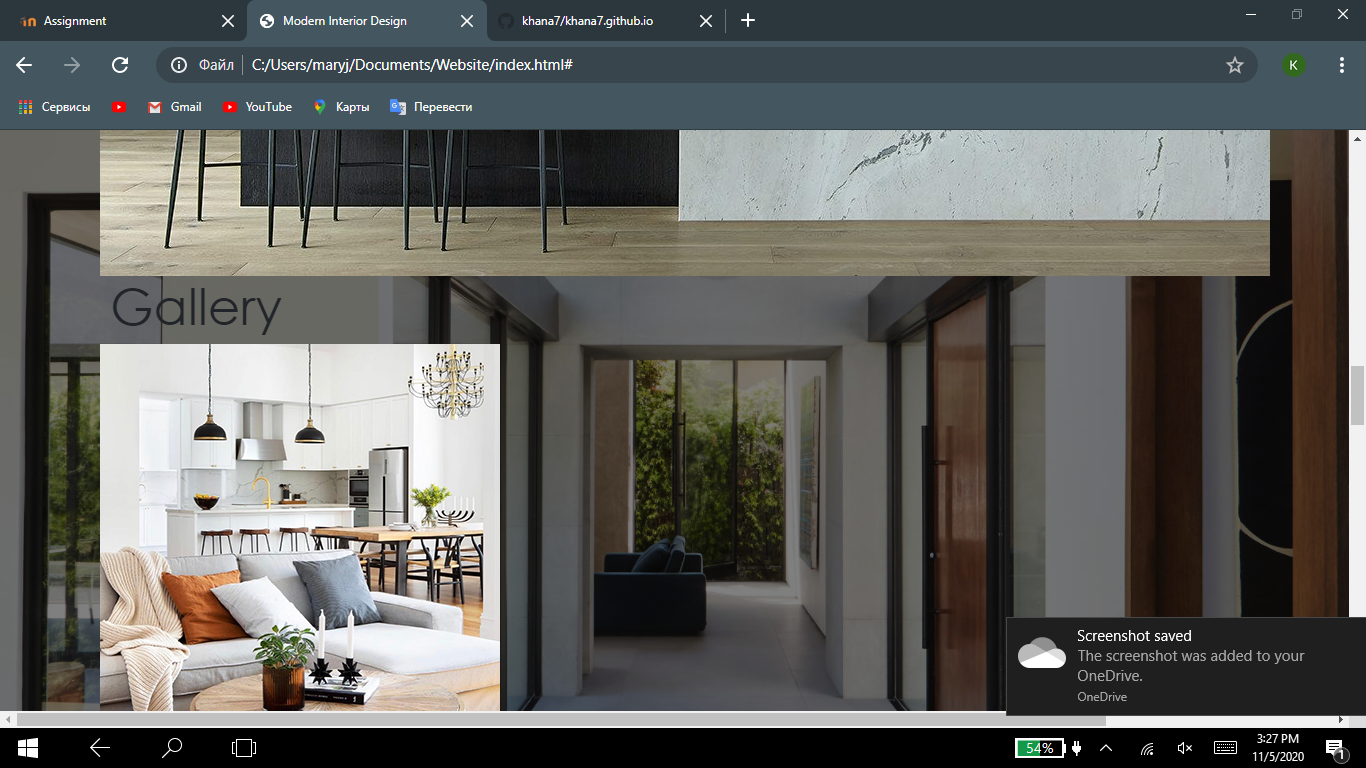 Assignment
Modern Interior Design
khana7/khana7.github.io
Файл
C:/Users/maryj/Documents/Website/index.html#
K
Сервисы
Gmail
YouTube
Карты
Перевести
Gallery
Screenshot saved
The screenshot was added to your
OneDrive.
OneDrive
54%
3:27 PM
11/5/2020
1